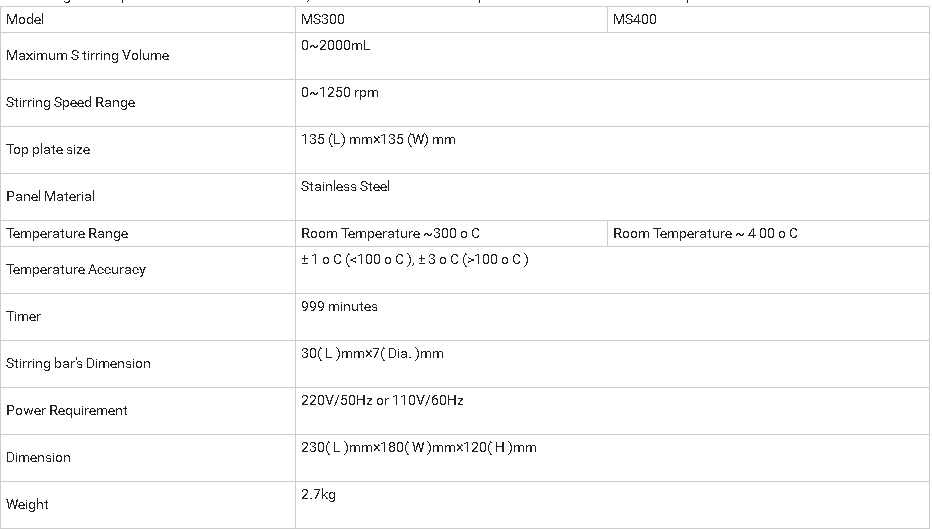 Model MS300 MS400
Maximum S tirring Volume 0~2000mL
Stirring Speed Range 0~1250 rpm
Top plate size 135 (L) mm×135 (W) mm
Panel Material Stainless Steel
Temperature Range Room Temperature ~300 o C Room Temperature ~ 4 00 o C
Temperature Accuracy ± 1 o C (<100 o C ), ± 3 o C (>100 o C )
Timer 999 minutes
Stirring bar's Dimension 30( L )mm×7( Dia. )mm
Power Requirement 220V/50Hz or 110V/60Hz
Dimension 230( L )mm×180( W )mm×120( H )mm
Weight 2.7kg